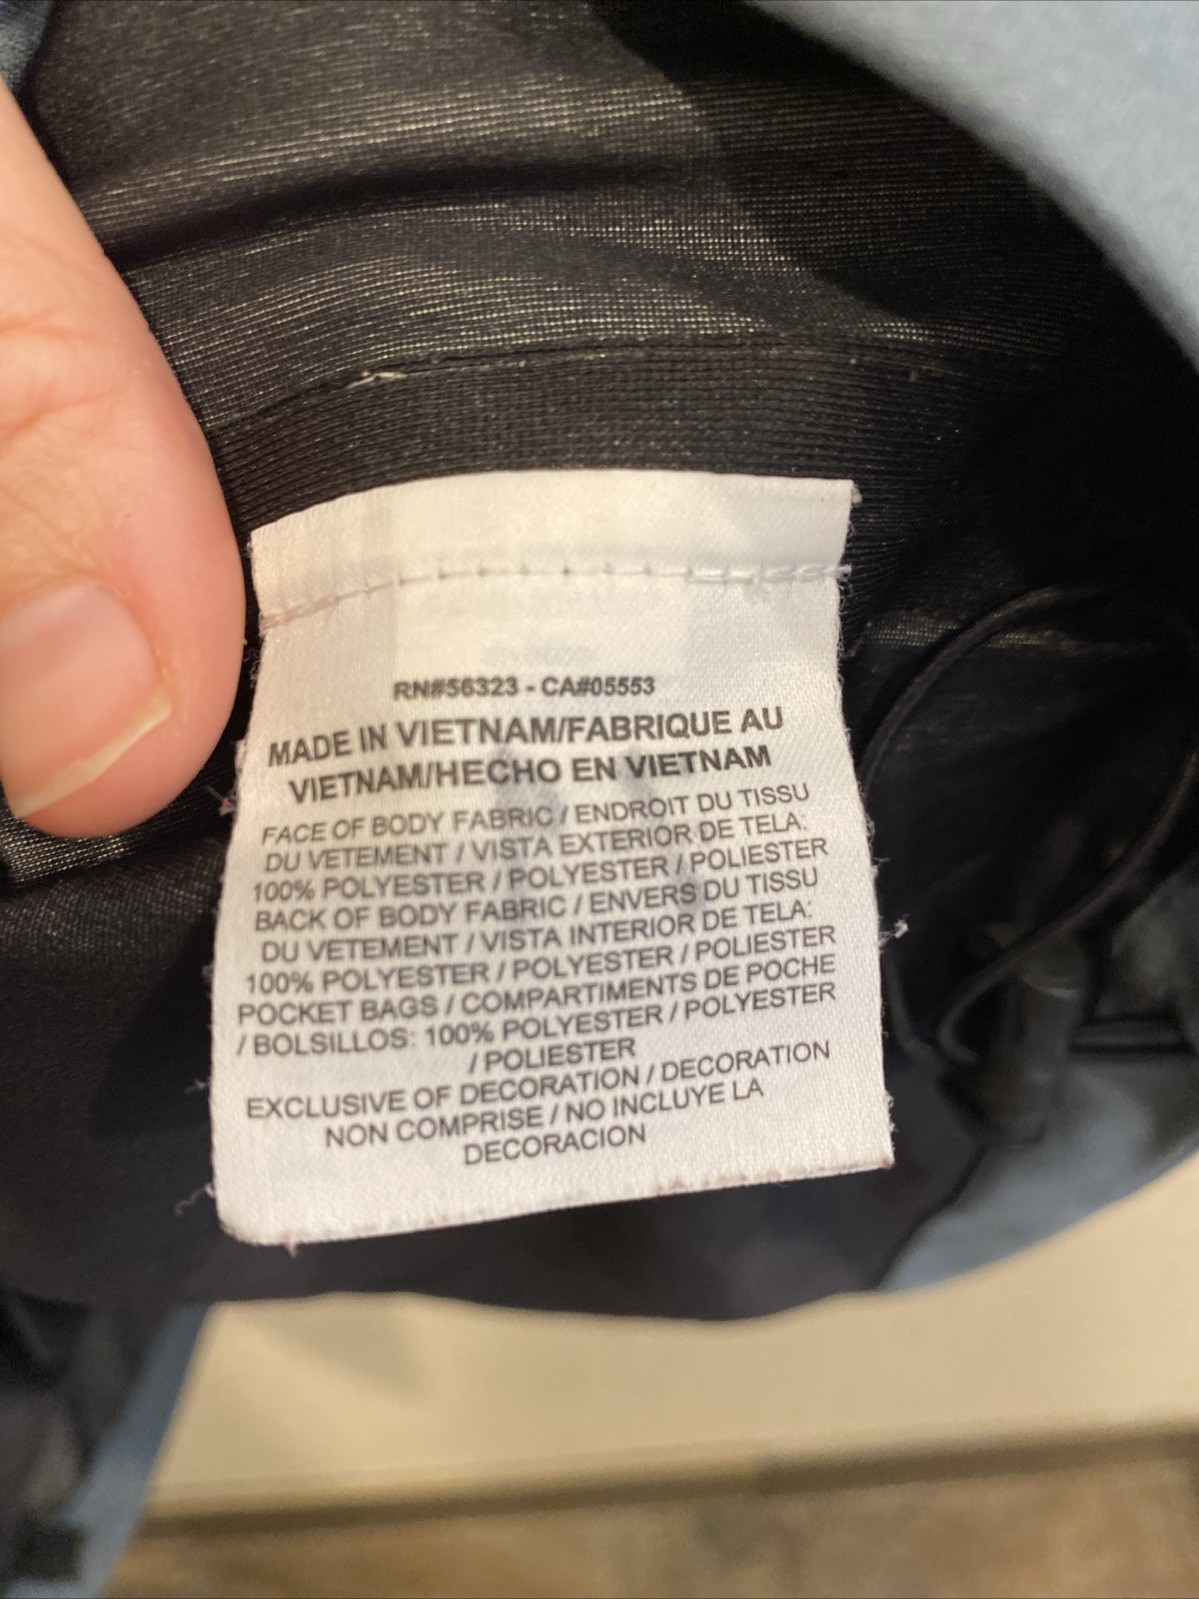 RN#56323 - CA#05553
MADE IN VIETNAM/FABRIQUE AU
VIETNAM/HECHO EN VIETNAM
FACE OF BODY FABRIC / ENDROIT DU TISSU
DU VETEMENT / VISTA EXTERIOR DE TELA:
100% POLYESTER / POLYESTER / POLIESTER
BACK OF BODY FABRIC / ENVERS DU TISSU
DU VETEMENT / VISTA INTERIOR DE TELA:
100% POLYESTER / POLYESTER / POLIESTER
POCKET BAGS / COMPARTIMENTS DE POCHE
/ BOLSILLOS: 100% POLYESTER / POLYESTER
/ POLIESTER
EXCLUSIVE OF DECORATION / DECORATION
NON COMPRISE / NO INCLUYE LA
DECORACION